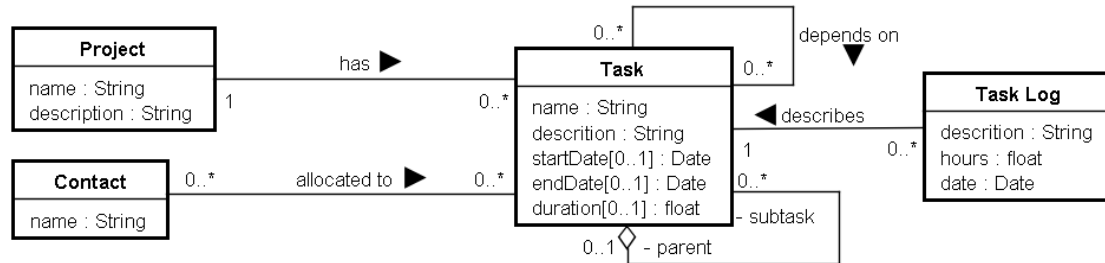 Project
name : String
description : String
has ▶
1
0..*
Contact
name : String
0..*
allocated to ▶
0..*
Task
name : String
descrition : String
startDate[0..1] : Date
endDate[0..1] : Date
duration[0..1] : float
0..*
0..*
depends on
▼
◀ describes
1
0..*
Task Log
descrition : String
hours : float
date : Date
0..*
- subtask
0..1
- parent